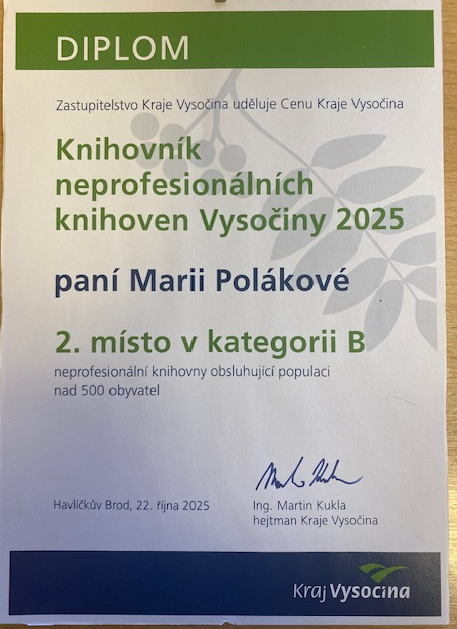 DIPLOM
Zastupitelstvo Kraje Vysočina uděluje Cenu Kraje Vysočina
Knihovník
neprofesionálních
knihoven Vysočiny 2025
paní Marii Polákové
2. místo v kategorii B
neprofesionální knihovny obsluhující populaci
nad 500 obyvatel
Havlíčkův Brod, 22. října 2025
Ing. Martin Kukla
hejtman Kraje Vysočina
Kraj Vysočina